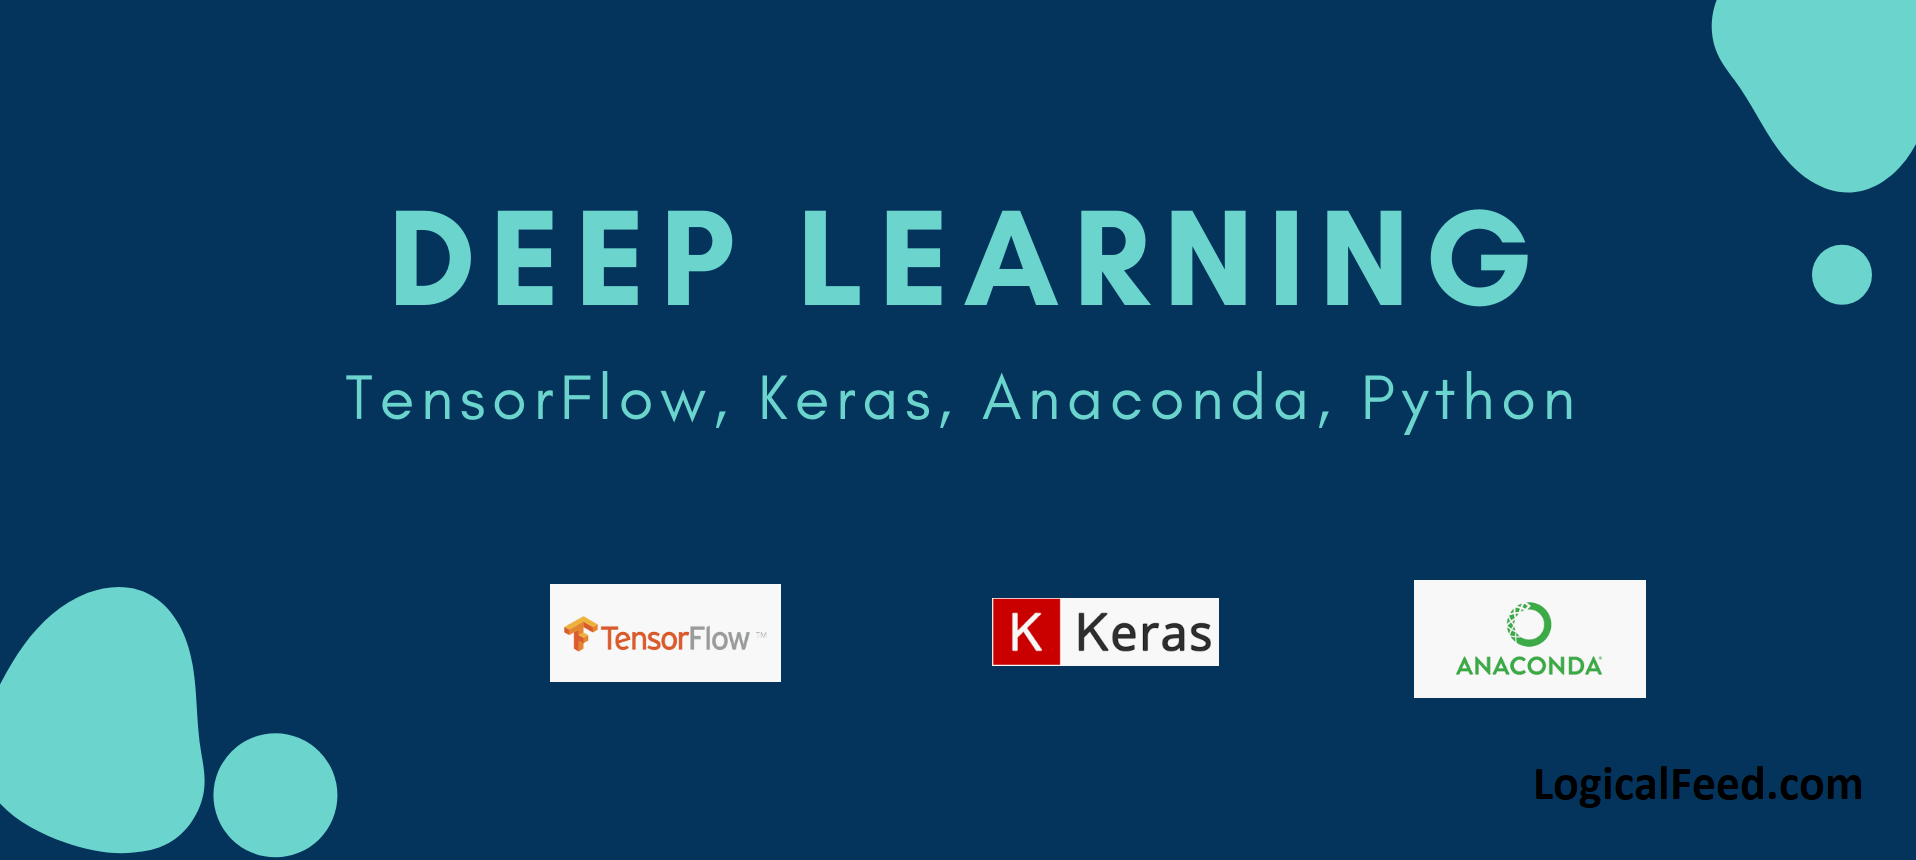 DEEP LEARNING
TensorFlow, Keras, Anaconda, Python
TensorFlow™
K Keras
ANACONDA®
LogicalFeed.com